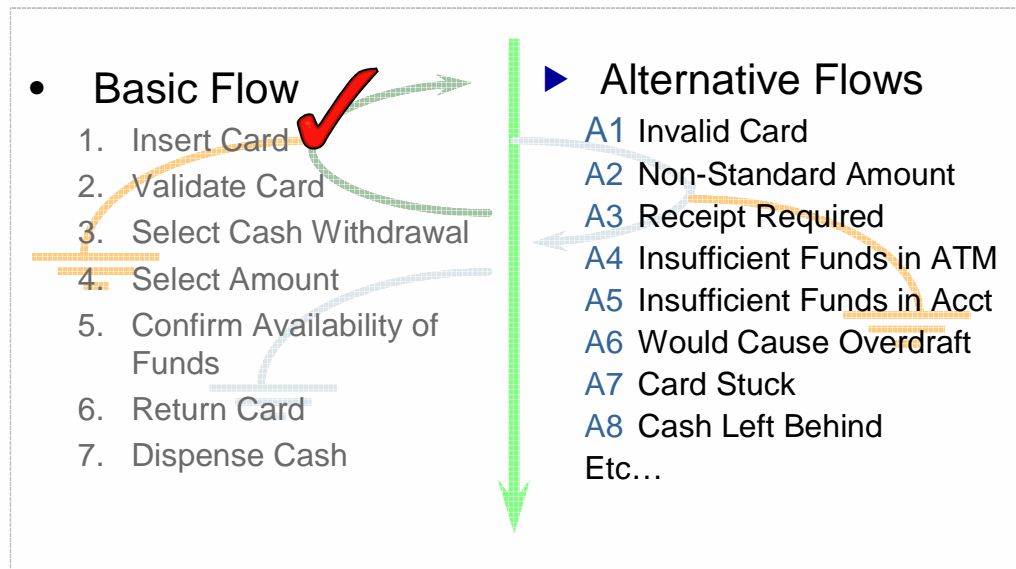 • Basic Flow
1. Insert Card
2. Validate Card
3. Select Cash Withdrawal
4. Select Amount
5. Confirm Availability of
Funds
6. Return Card
7. Dispense Cash
Alternative Flows
A1 Invalid Card
A2 Non-Standard Amount
A3 Receipt Required
A4 Insufficient Funds in ATM
A5 Insufficient Funds in Acct
A6 Would Cause Overdraft
A7 Card Stuck
A8 Cash Left Behind
Etc…